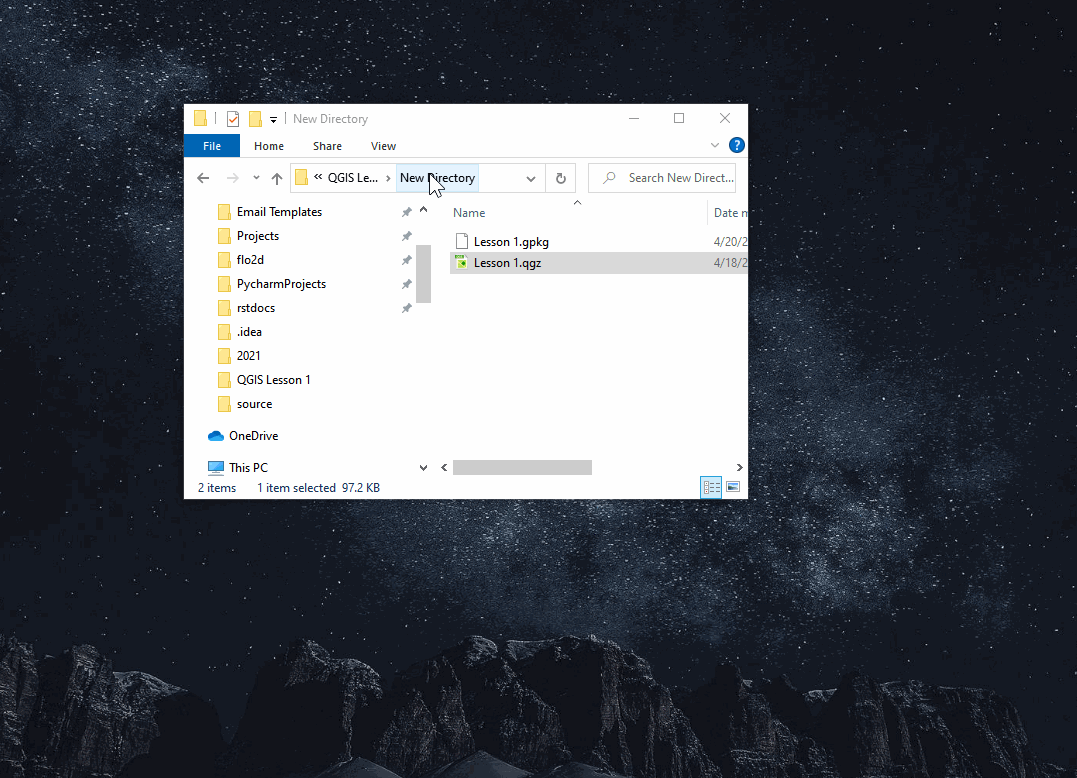 New Directory
File Home Share View
« QGIS Le... › New Directory
Search New Direct...
Email Templates
Projects
flo2d
PycharmProjects
rstdocs
.idea
2021
QGIS Lesson 1
source
OneDrive
This PC
Name Date m
Lesson 1.gpkg 4/20/2
Lesson 1.qgz 4/18/2
2 items 1 item selected 97.2 KB